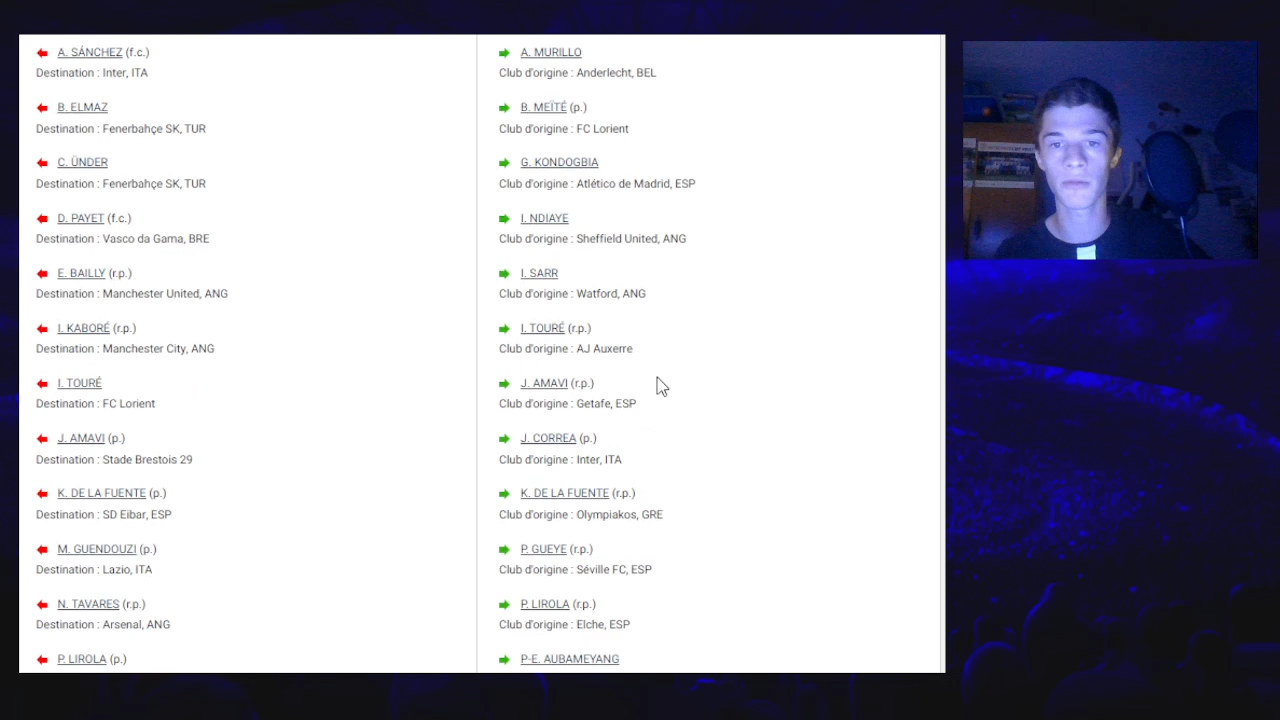 A. SÁNCHEZ (f.c.)
Destination : Inter, ITA
B. ELMAZ
Destination : Fenerbahçe SK, TUR
C. ÜNDER
Destination : Fenerbahçe SK, TUR
D. PAYET (f.c.)
Destination : Vasco da Gama, BRE
E. BAILLY (r.p.)
Destination : Manchester United, ANG
I. KABORÉ (r.p.)
Destination : Manchester City, ANG
I. TOURÉ
Destination : FC Lorient
J. AMAVI (p.)
Destination : Stade Brestois 29
K. DE LA FUENTE (p.)
Destination : SD Eibar, ESP
M. GUENDOUZI (p.)
Destination : Lazio, ITA
N. TAVARES (r.p.)
Destination : Arsenal, ANG
P. LIROLA (p.)
A. MURILLO
Club d'origine : Anderlecht, BEL
B. MEÏTÉ (p.)
Club d'origine : FC Lorient
G. KONDOGBIA
Club d'origine : Atlético de Madrid, ESP
I. NDIAYE
Club d'origine : Sheffield United, ANG
I. SARR
Club d'origine : Watford, ANG
I. TOURÉ (r.p.)
Club d'origine : AJ Auxerre
J. AMAVI (r.p.)
Club d'origine : Getafe, ESP
J. CORREA (p.)
Club d'origine : Inter, ITA
K. DE LA FUENTE (r.p.)
Club d'origine : Olympiakos, GRE
P. GUEYE (r.p.)
Club d'origine : Séville FC, ESP
P. LIROLA (r.p.)
Club d'origine : Elche, ESP
P-E. AUBAMEYANG